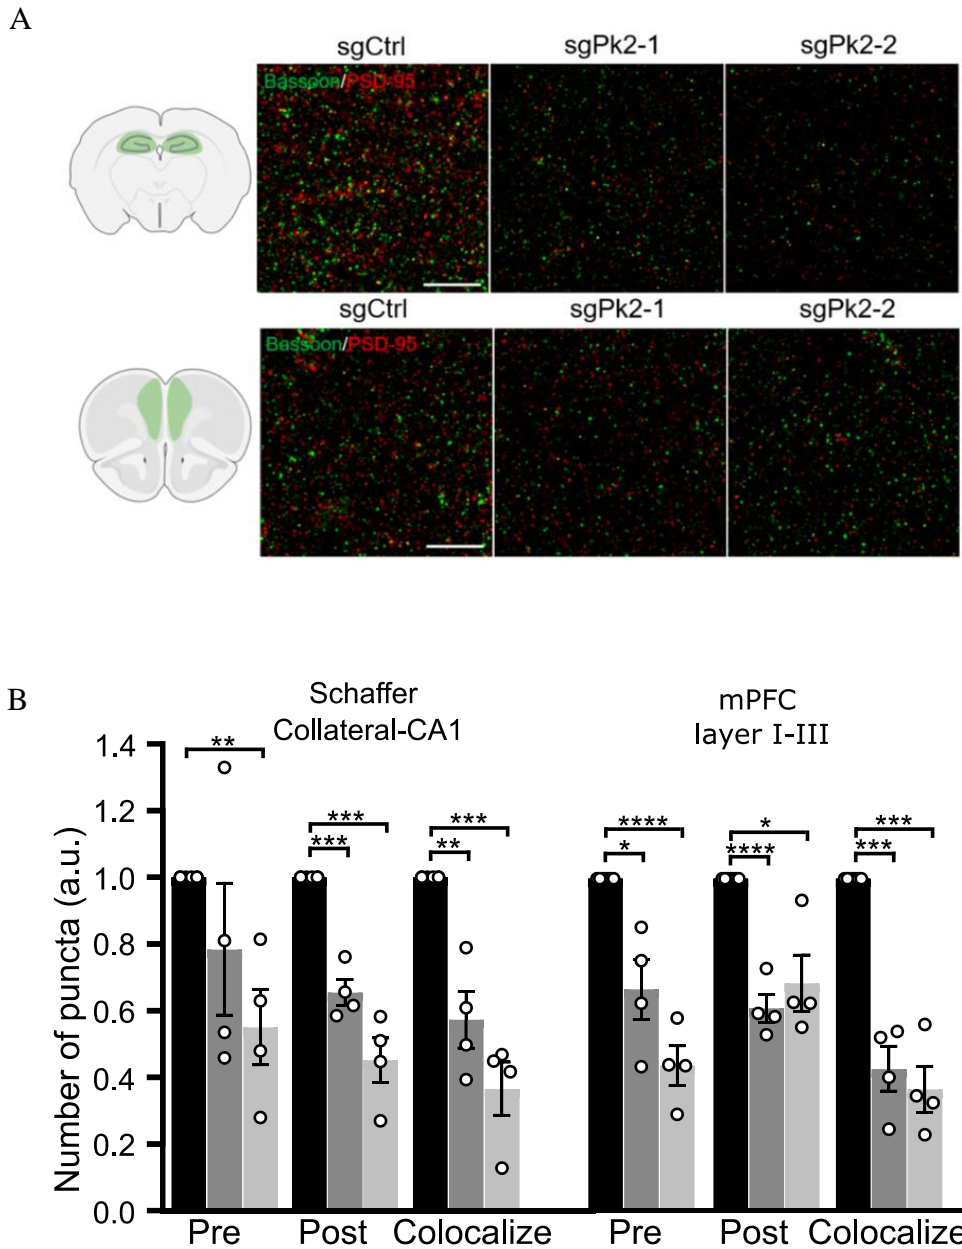 A
sgCtrl sgPk2-1 sgPk2-2
Bassoon/PSD-95
sgCtrl sgPk2-1 sgPk2-2
Bassoon/PSD-95
B
Schaffer
Collateral-CA1
mPFC
layer I-III
Number of puncta (a.u.)
1.4
1.2
1.0
0.8
0.6
0.4
0.2
0.0
**
***
***
***
**
****
*
*
****
***
***
Pre Post Colocalize Pre Post Colocalize